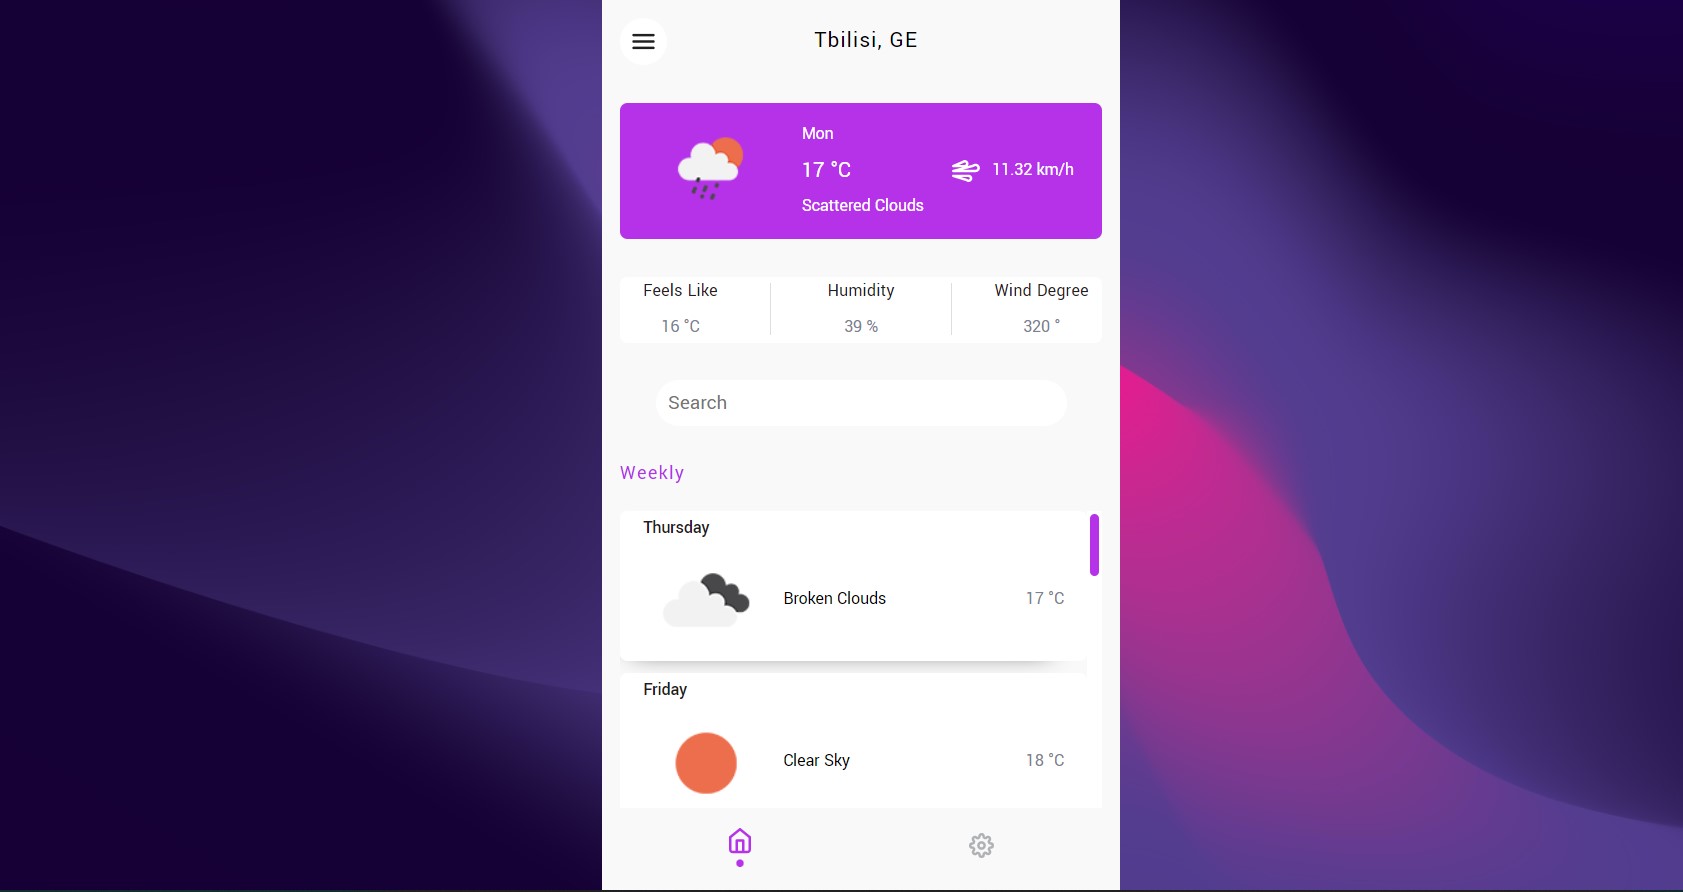 Tbilisi, GE
Mon
17 °C
11.32 km/h
Scattered Clouds
Feels Like
Humidity
Wind Degree
16 °C
39 %
320 °
Search
Weekly
Thursday
Broken Clouds
17 °C
Friday
Clear Sky
18 °C